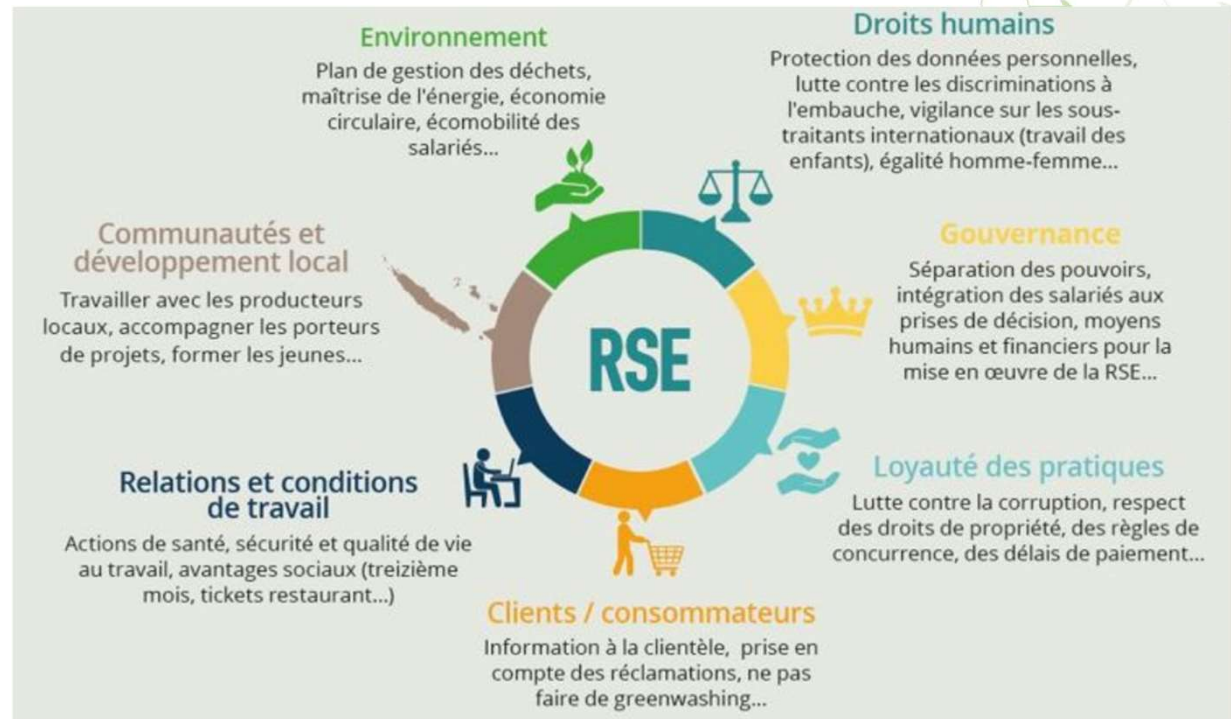 Environnement
Plan de gestion des déchets,
maîtrise de l'énergie, économie
circulaire, écomobilité des
salariés...
Droits humains
Protection des données personnelles,
lutte contre les discriminations à
l'embauche, vigilance sur les sous-
traitants internationaux (travail des
enfants), égalité homme-femme...
Communautés et
développement local
Travailler avec les producteurs
locaux, accompagner les porteurs
de projets, former les jeunes...
Gouvernance
Séparation des pouvoirs,
intégration des salariés aux
prises de décision, moyens
humains et financiers pour la
mise en œuvre de la RSE...
RSE
Relations et conditions
de travail
Actions de santé, sécurité et qualité de vie
au travail, avantages sociaux (treizième
mois, tickets restaurant...)
Loyauté des pratiques
Lutte contre la corruption, respect
des droits de propriété, des règles de
concurrence, des délais de paiement...
Clients / consommateurs
Information à la clientèle, prise en
compte des réclamations, ne pas
faire de greenwashing...